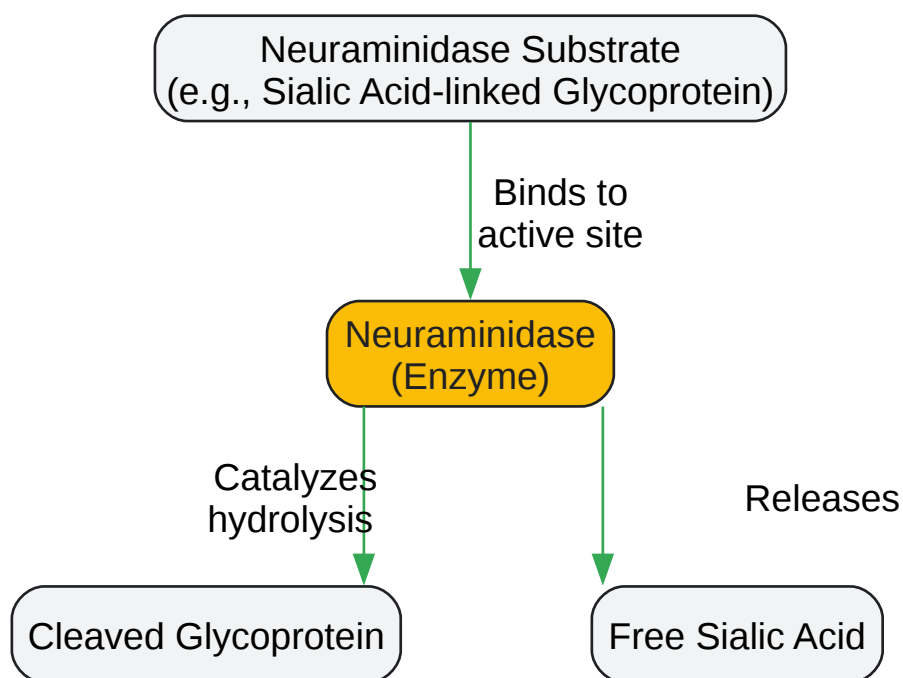 Neuraminidase Substrate
(e.g., Sialic Acid-linked Glycoprotein)
Binds to
active site
Neuraminidase
(Enzyme)
Catalyzes
hydrolysis
Releases
Cleaved Glycoprotein
Free Sialic Acid